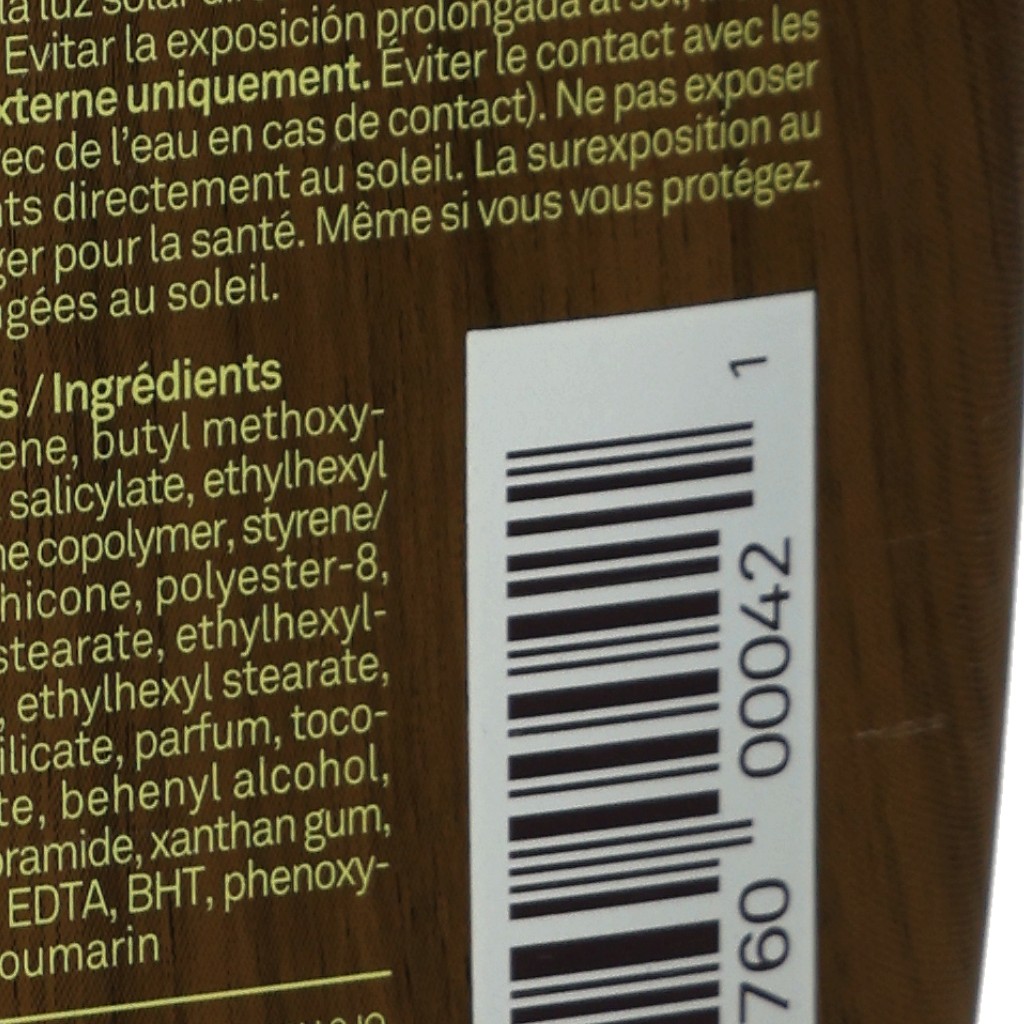 la luz solar
Evitar la exposición prolongada al sol,
xterne uniquement. Éviter le contact avec les
ec de l'eau en cas de contact). Ne pas exposer
ts directement au soleil. La surexposition au
ger pour la santé. Même si vous vous protégez.
gées au soleil.
s / Ingrédients
ene, butyl methoxy-
salicylate, ethylhexyl
ne copolymer, styrene/
hicone, polyester-8,
stearate, ethylhexyl-
, ethylhexyl stearate,
ilicate, parfum, toco-
te, behenyl alcohol,
ramide, xanthan gum,
EDTA, BHT, phenoxy-
oumarin
760 00042 1